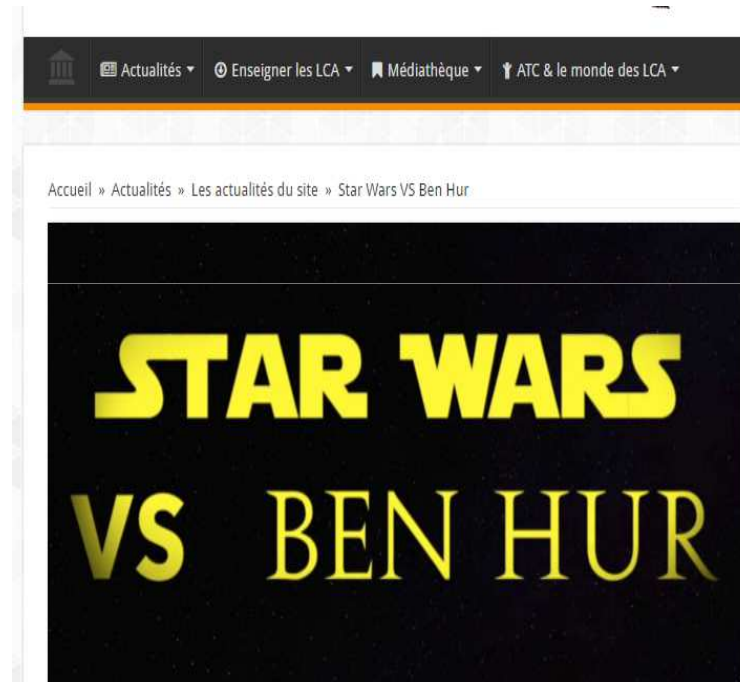 Actualités Enseigner les LCA Médiathèque ATC & le monde des LCA
Accueil » Actualités » Les actualités du site » Star Wars VS Ben Hur
STAR WARS
VS BEN HUR